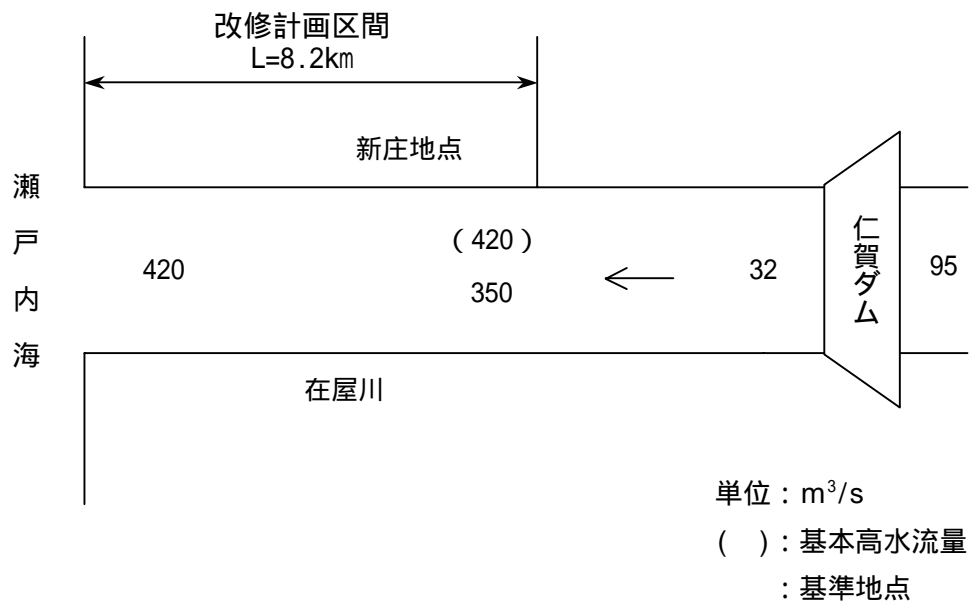 改修計画区間
L=8.2km
新庄地点
瀬戸内海
(420)
420
350
32
仁賀ダム
95
在屋川
単位:m³/s
( ):基本高水流量
:基準地点